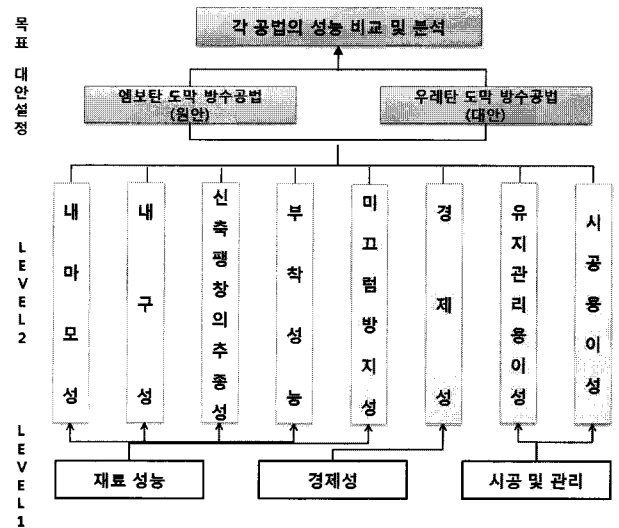 목표
각 공법의 성능 비교 및 분석
대안설정
엠보탄 도막 방수공법
(원안)
우레탄 도막 방수공법
(대안)
LEVEL2
내마모성
내구성
신축팽창의추종성
부착성능
미끄럼방지성
경제성
유지관리용이성
시공용이성
LEVEL1
재료 성능
경제성
시공 및 관리